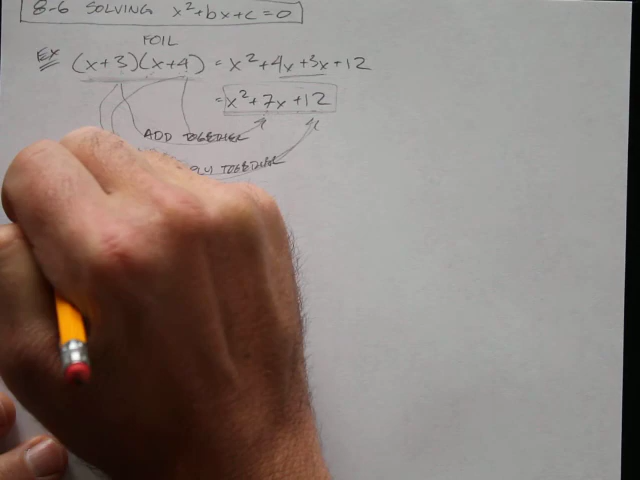 8-6 SOLVING x²+bx+c=0
FOIL
EX (x+3)(x+4) = x²+4x+3x+12
= x²+7x+12
ADD TOGETHER
TOGETHER